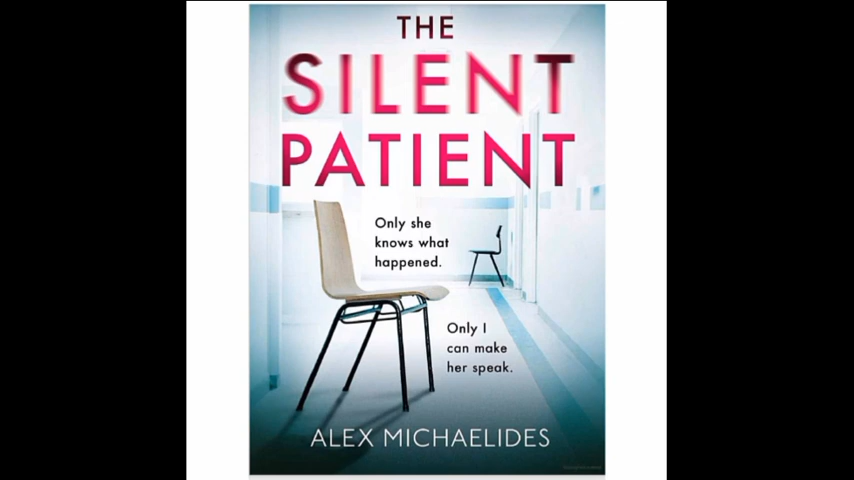 THE
SILENT
PATIENT
Only she
knows what
happened.
Only I
can make
her speak.
ALEX MICHAELIDES